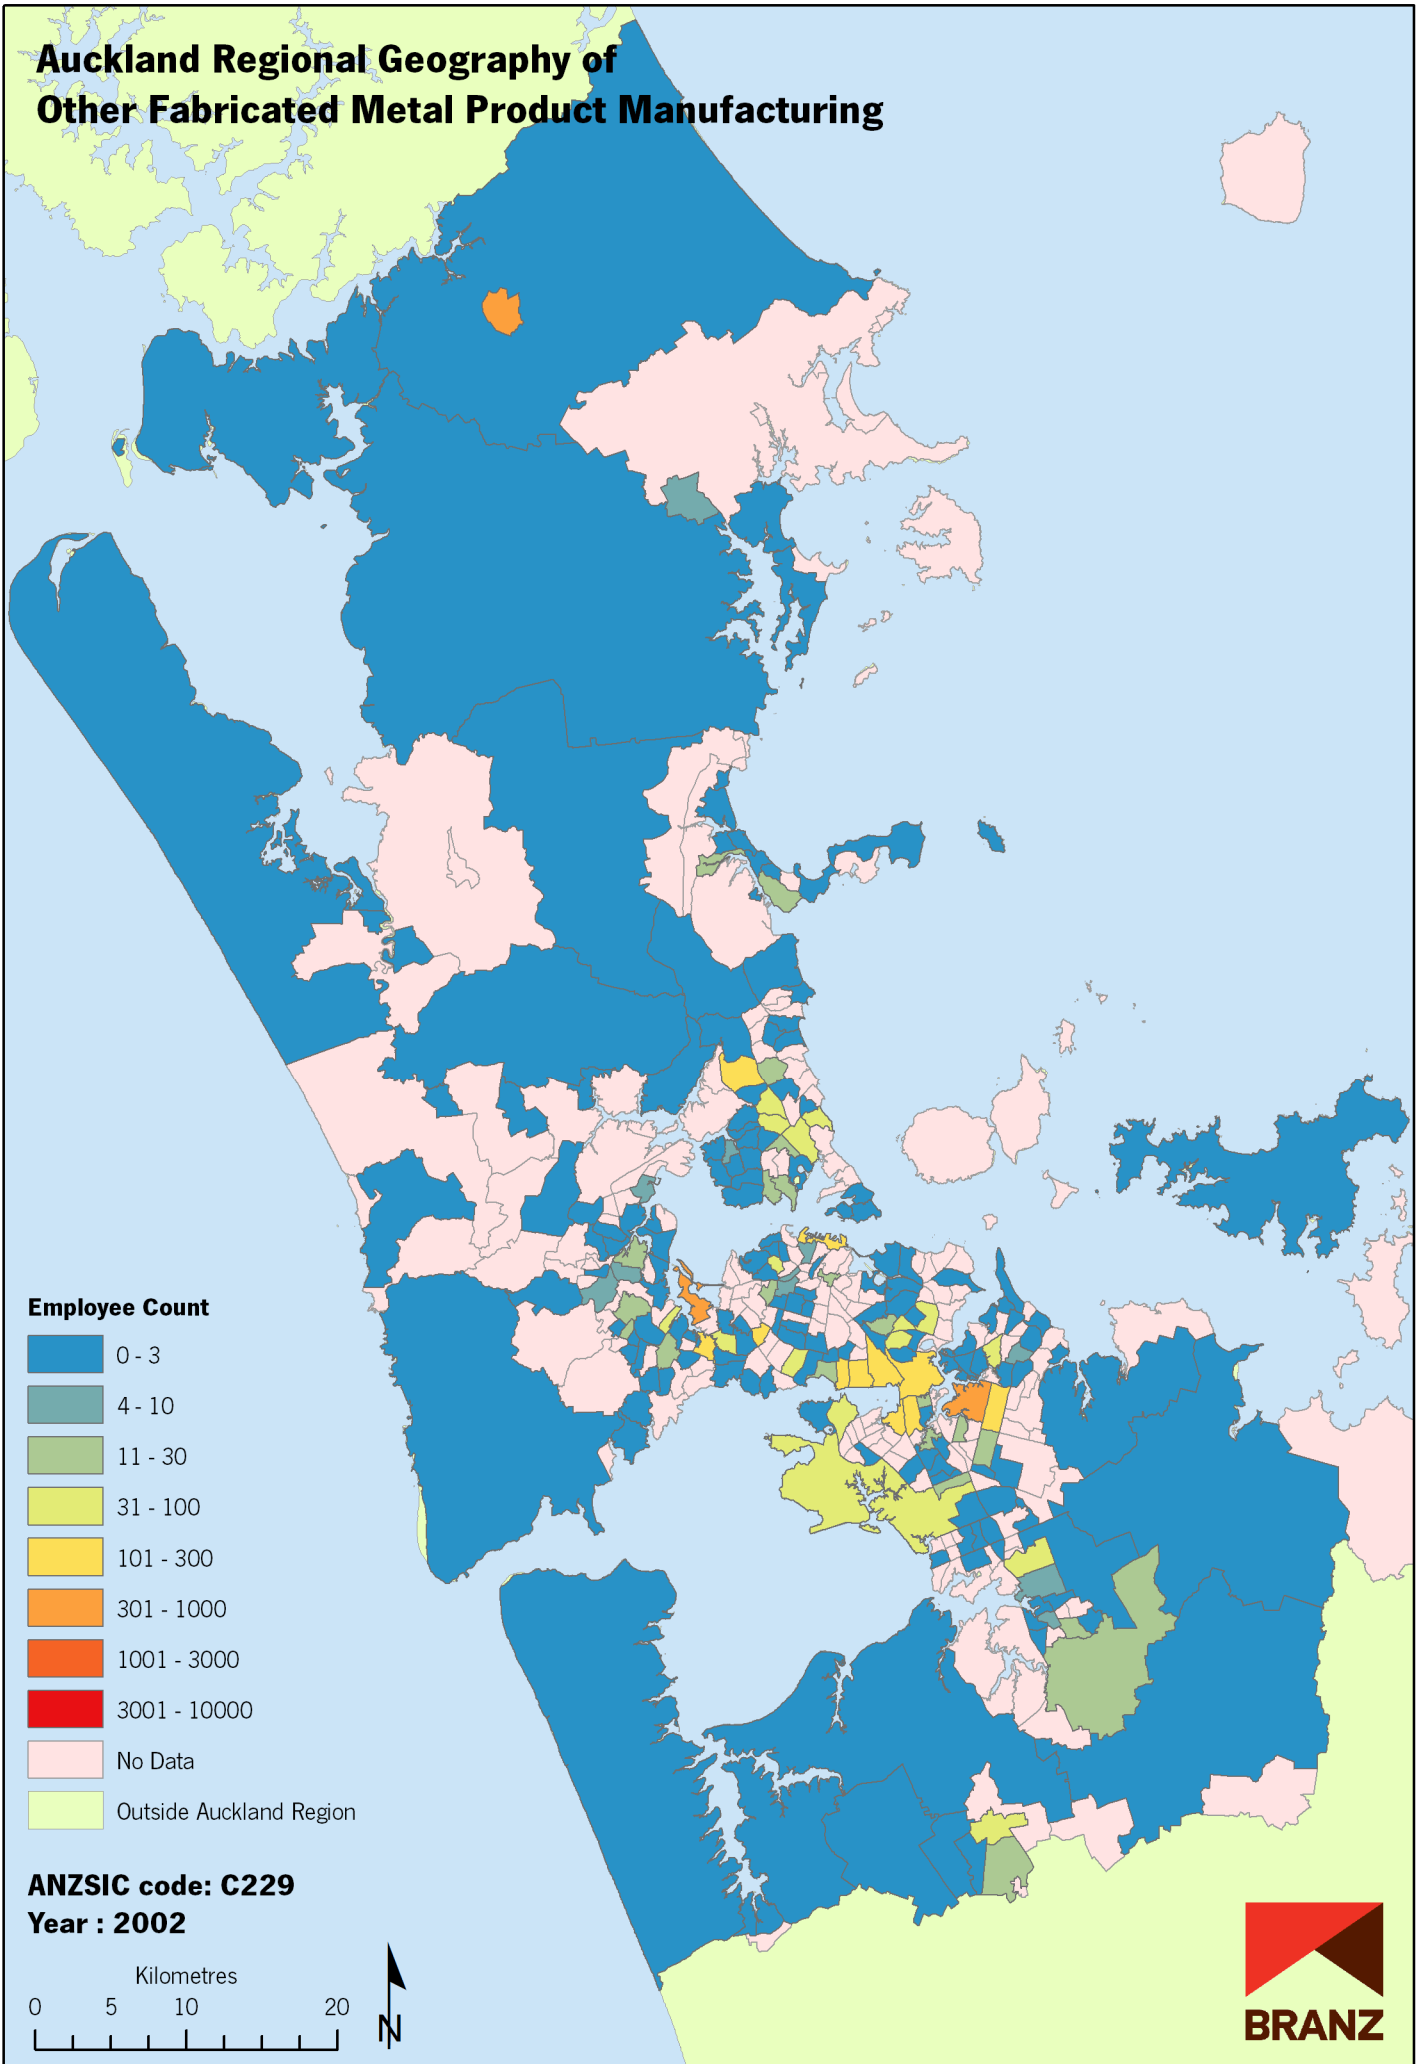 Auckland Regional Geography of
Other Fabricated Metal Product Manufacturing
Employee Count
0 - 3
4 - 10
11 - 30
31 - 100
101 - 300
301 - 1000
1001 - 3000
3001 - 10000
No Data
Outside Auckland Region
ANZSIC code: C229
Year : 2002
Kilometres
0 5 10 20
N
BRANZ